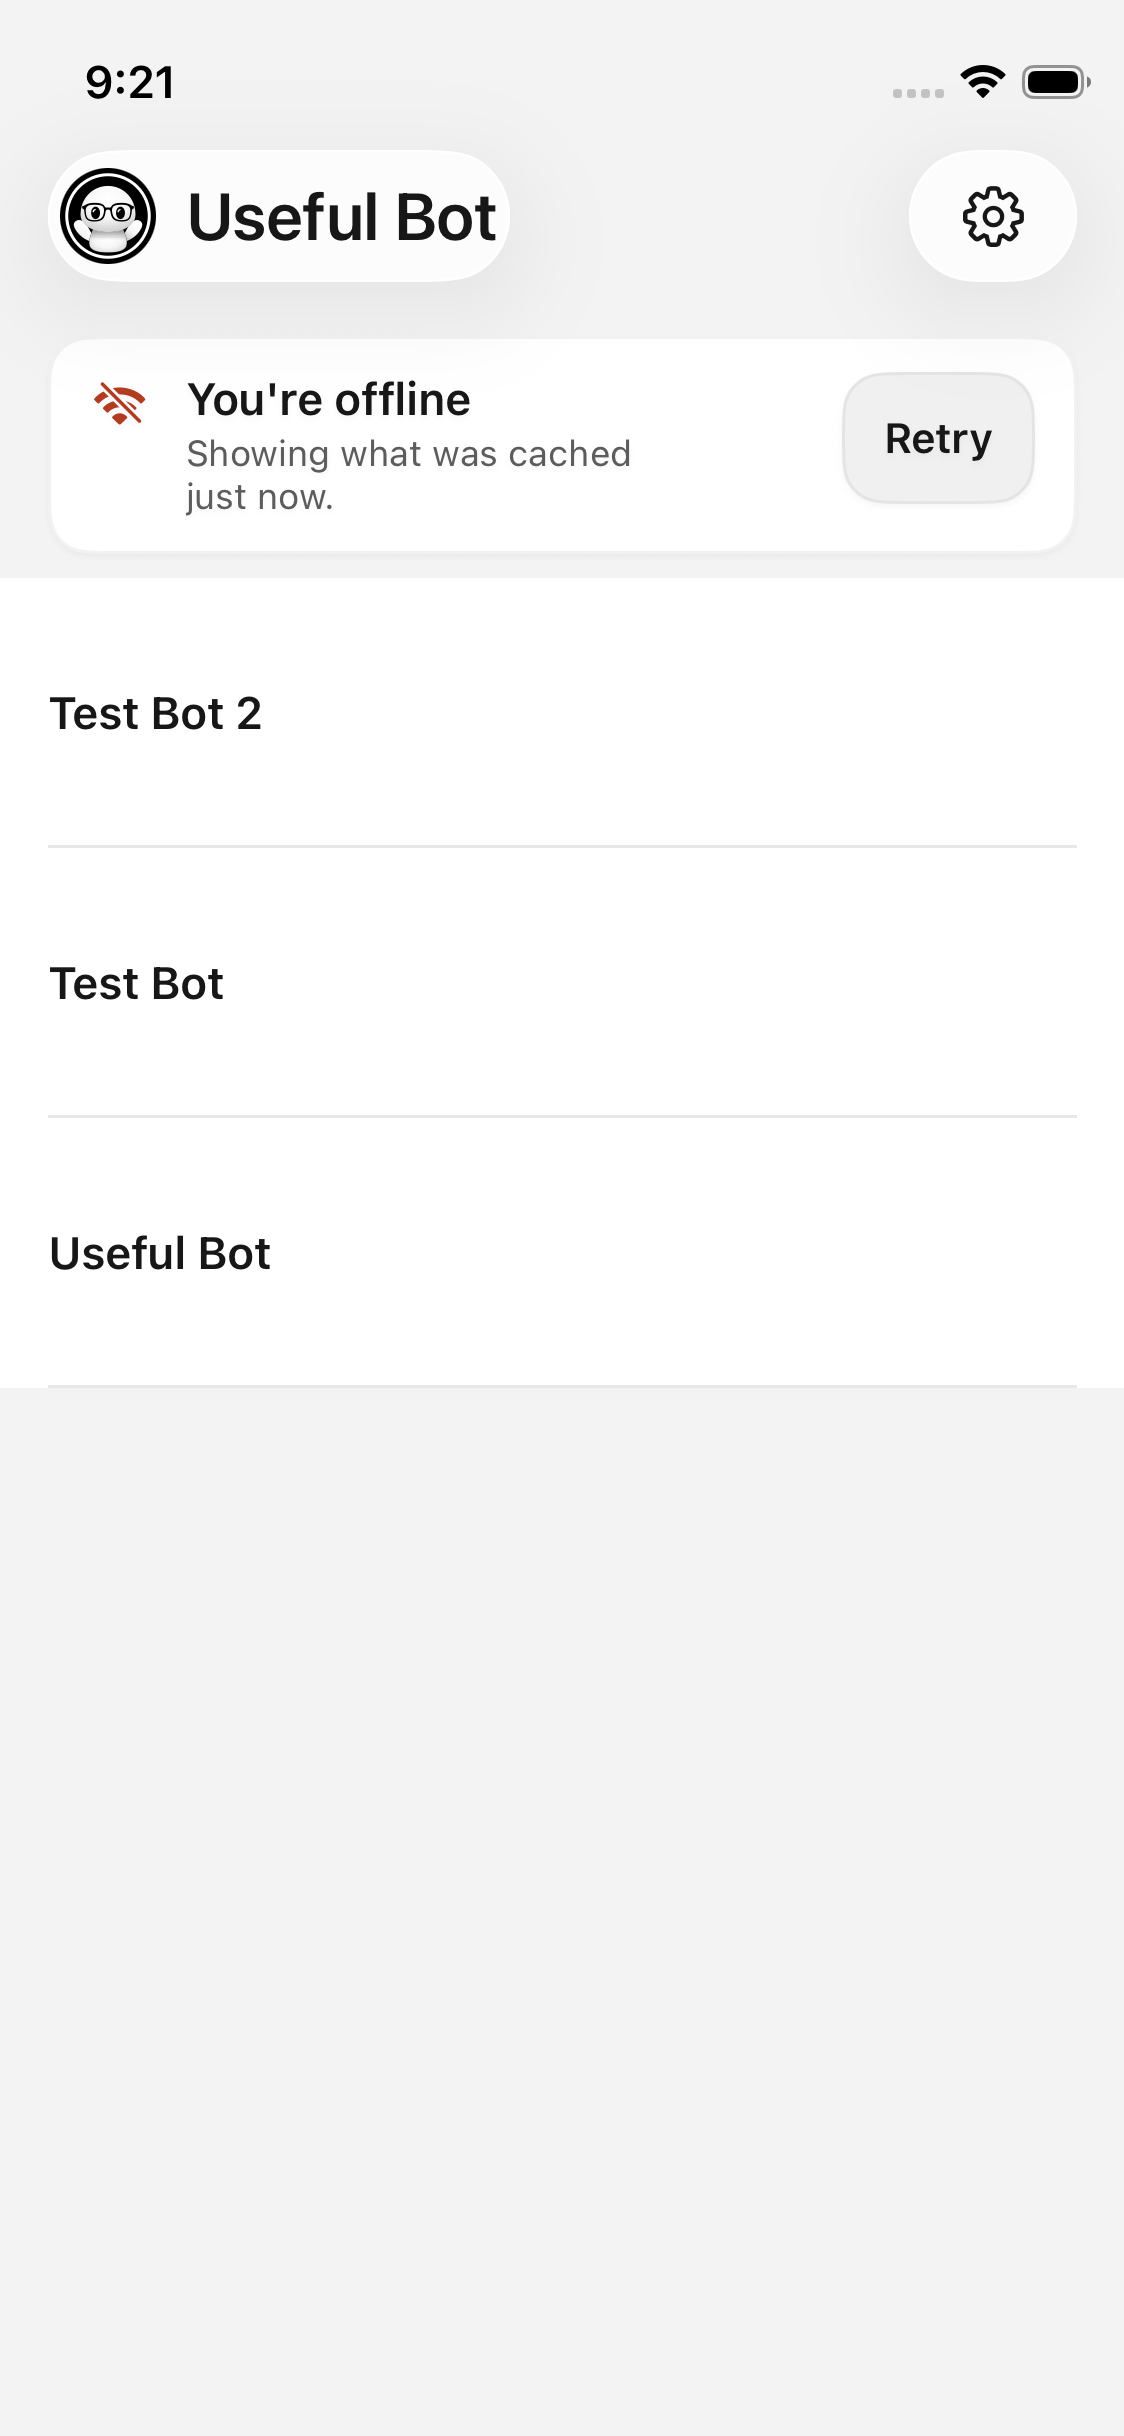 9:21
Useful Bot
You're offline
Showing what was cached
just now.
Retry
Test Bot 2
Test Bot
Useful Bot